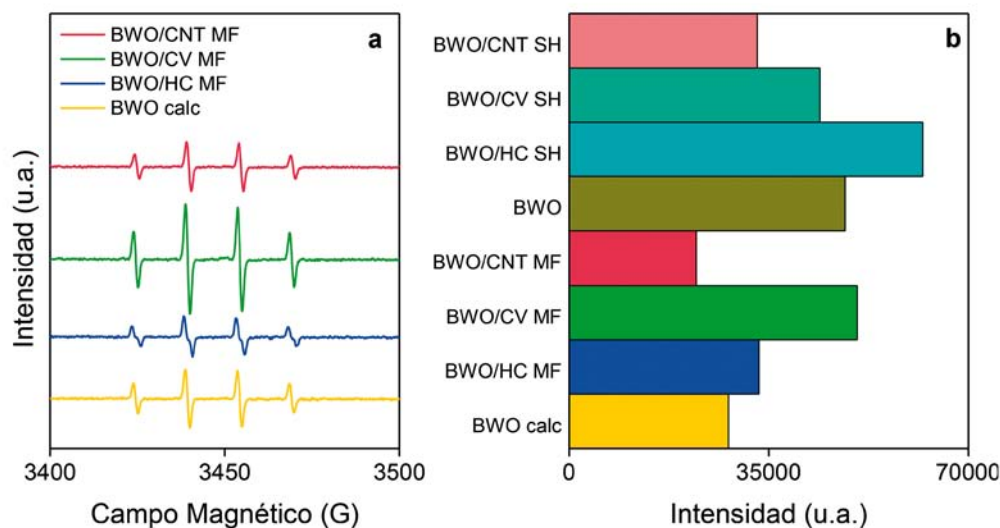 BWO/CNT MF
BWO/CV MF
BWO/HC MF
BWO calc
a
Intensidad (u.a.)
3400
3450
3500
Campo Magnético (G)
b
BWO/CNT SH
BWO/CV SH
BWO/HC SH
BWO
BWO/CNT MF
BWO/CV MF
BWO/HC MF
BWO calc
0
35000
70000
Intensidad (u.a.)